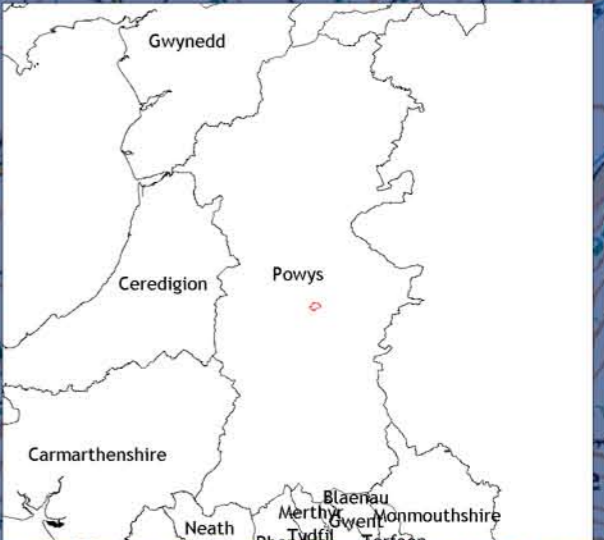 Gwynedd
Powys
Ceredigion
Carmarthenshire
Blaenau
Merthyr
Gwent
Monmouthshire
Neath
Tydfil